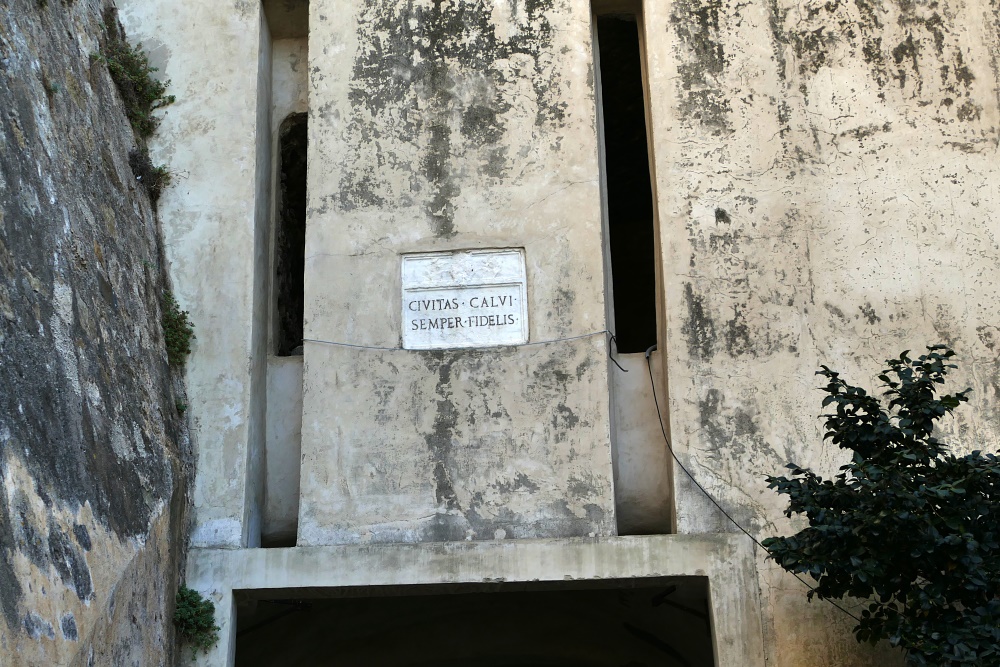 CIVITAS · CALVI ·
SEMPER · FIDELIS ·